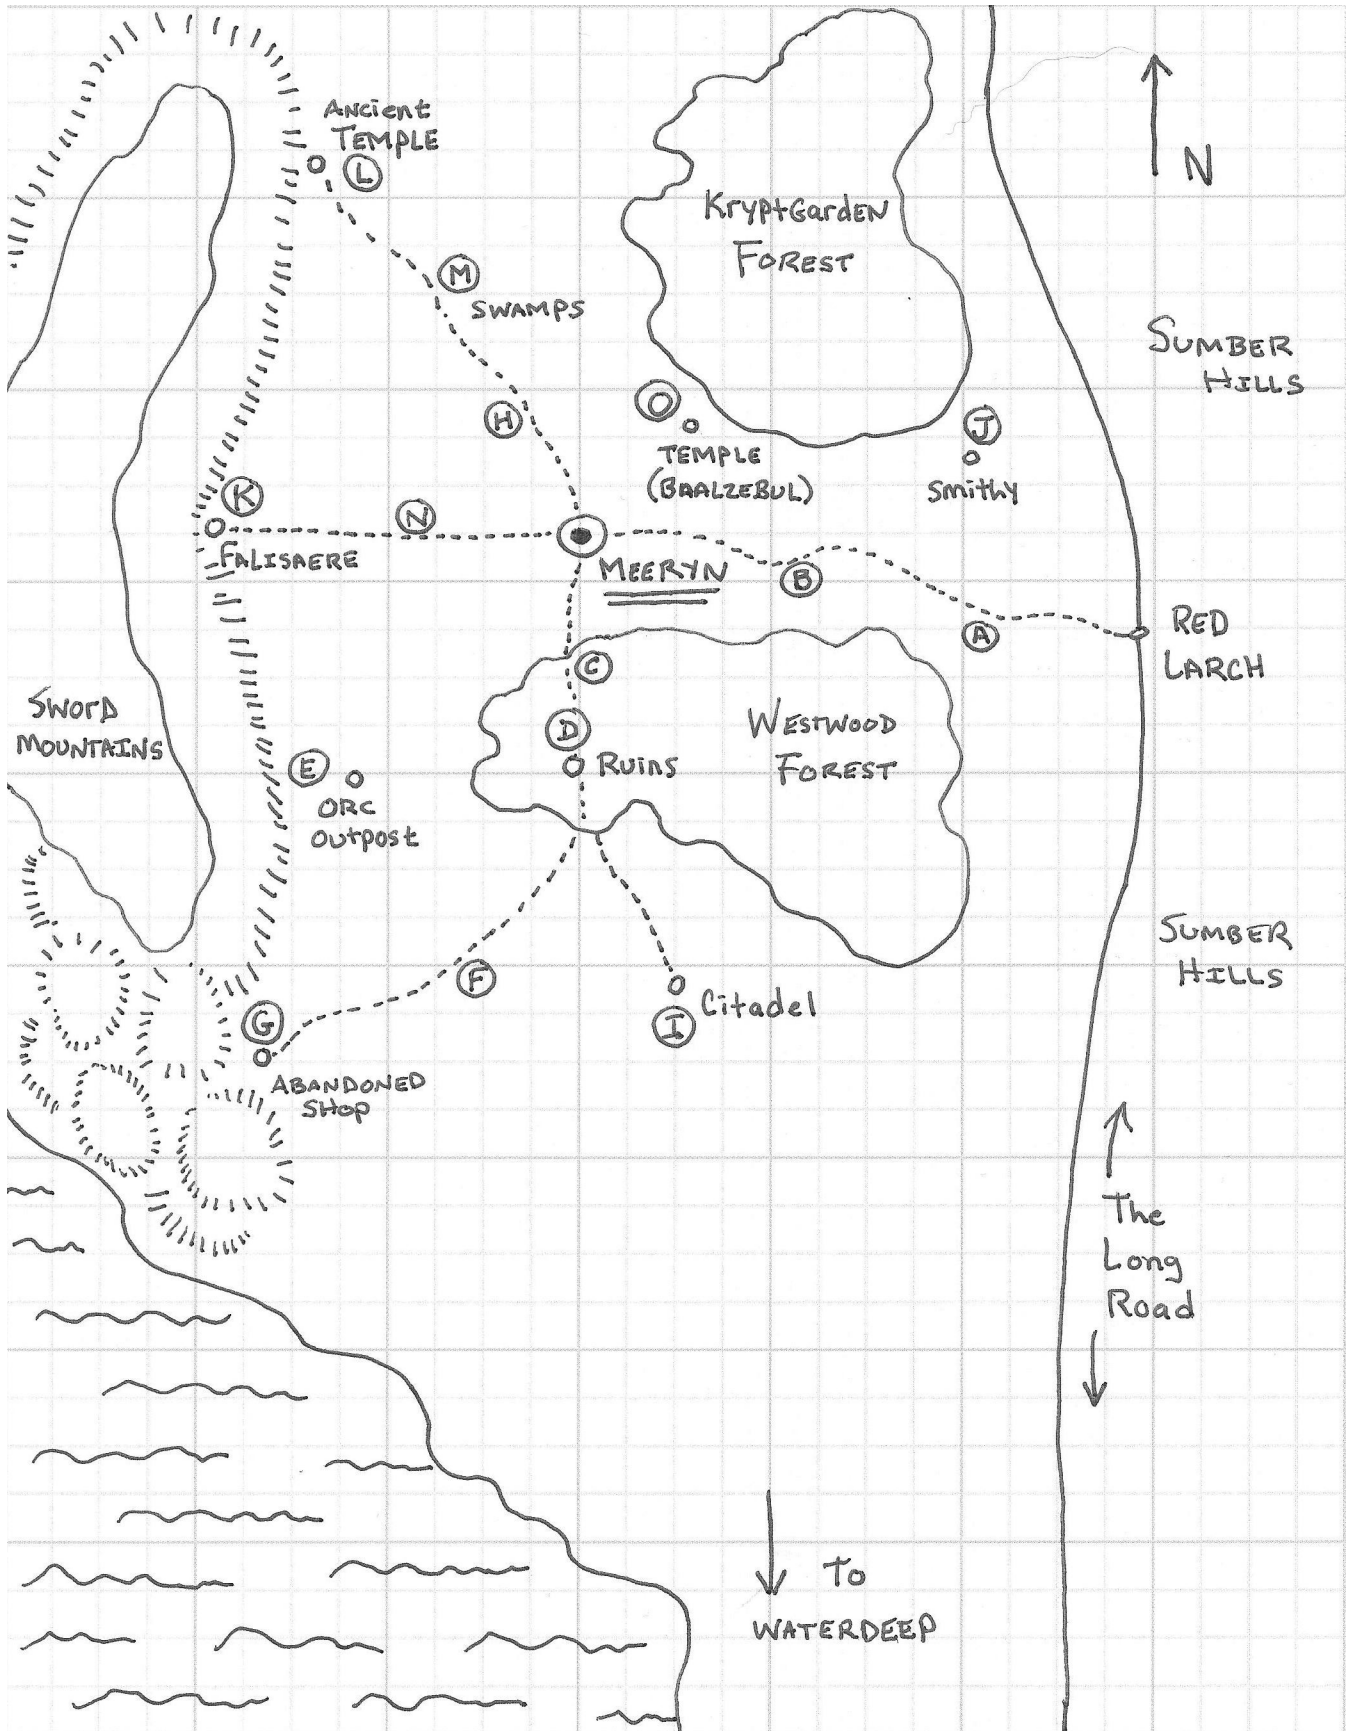 Ancient
TEMPLE
L
N
KryptGarden
FOREST
M
SWAMPS
SUMBER
HILLS
H
O
TEMPLE
(BAALZEBUL)
J
Smithy
K
FALISAERE
N
MEERYN
B
A
RED
LARCH
C
SWORD
MOUNTAINS
D
Ruins
WESTWOOD
FOREST
E
ORC
Outpost
SUMBER
HILLS
F
G
ABANDONED
SHOP
Citadel
I
The
Long
Road
To
WATERDEEP